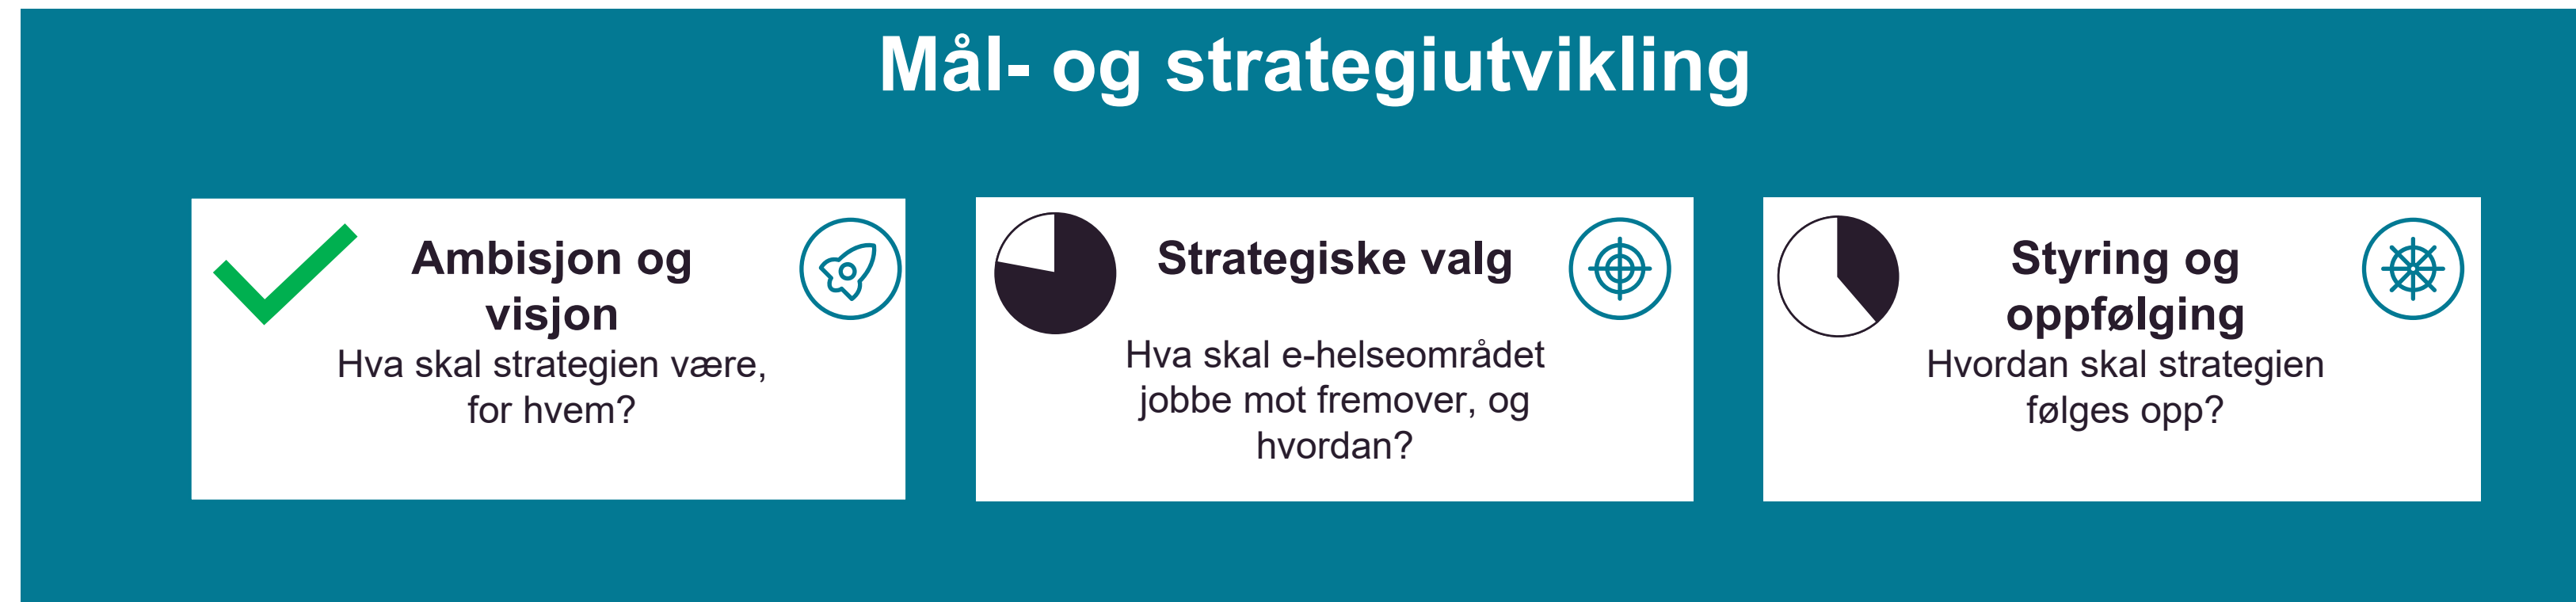 Mål- og strategiutvikling
Ambisjon og
visjon
Hva skal strategien være,
for hvem?
Strategiske valg
Hva skal e-helseområdet
jobbe mot fremover, og
hvordan?
Styring og
oppfølging
Hvordan skal strategien
følges opp?